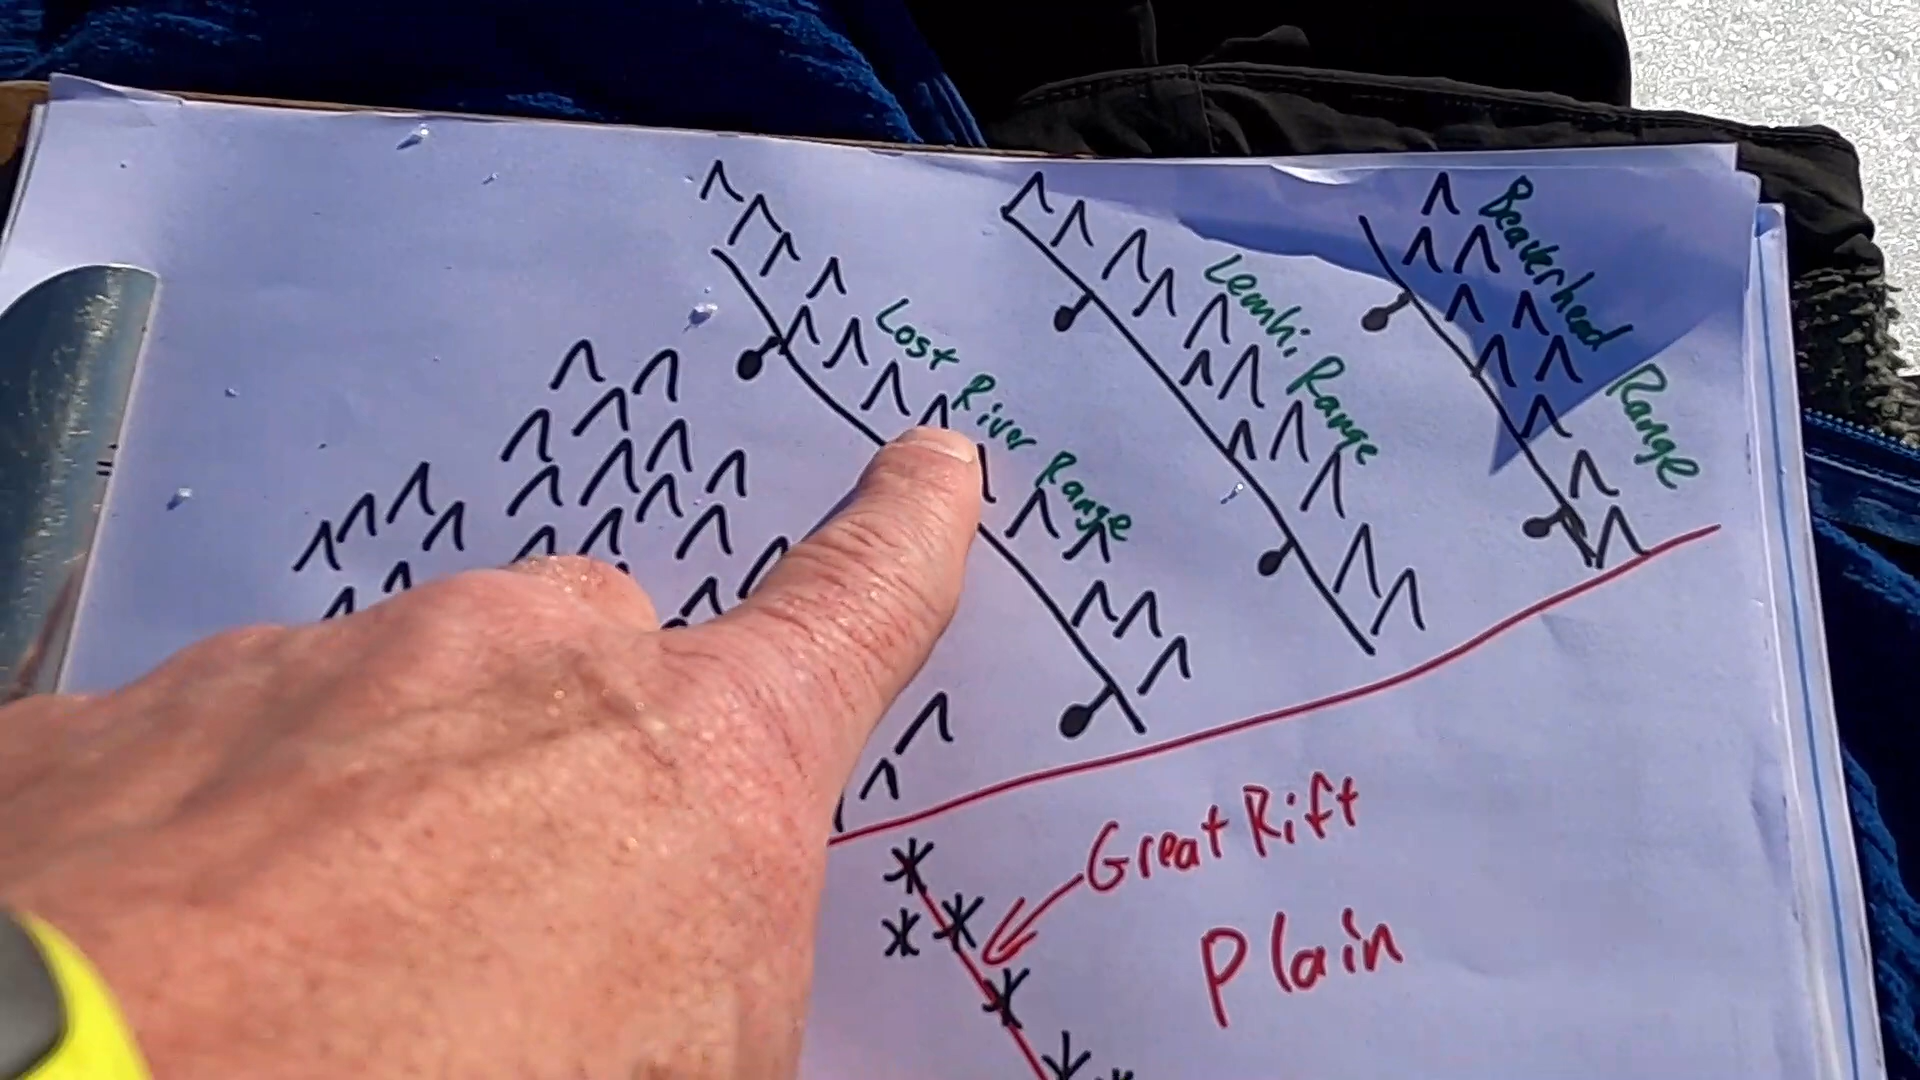 Lost River Range
Lemhi Range
Beaverhead Range
Great Rift
Plain